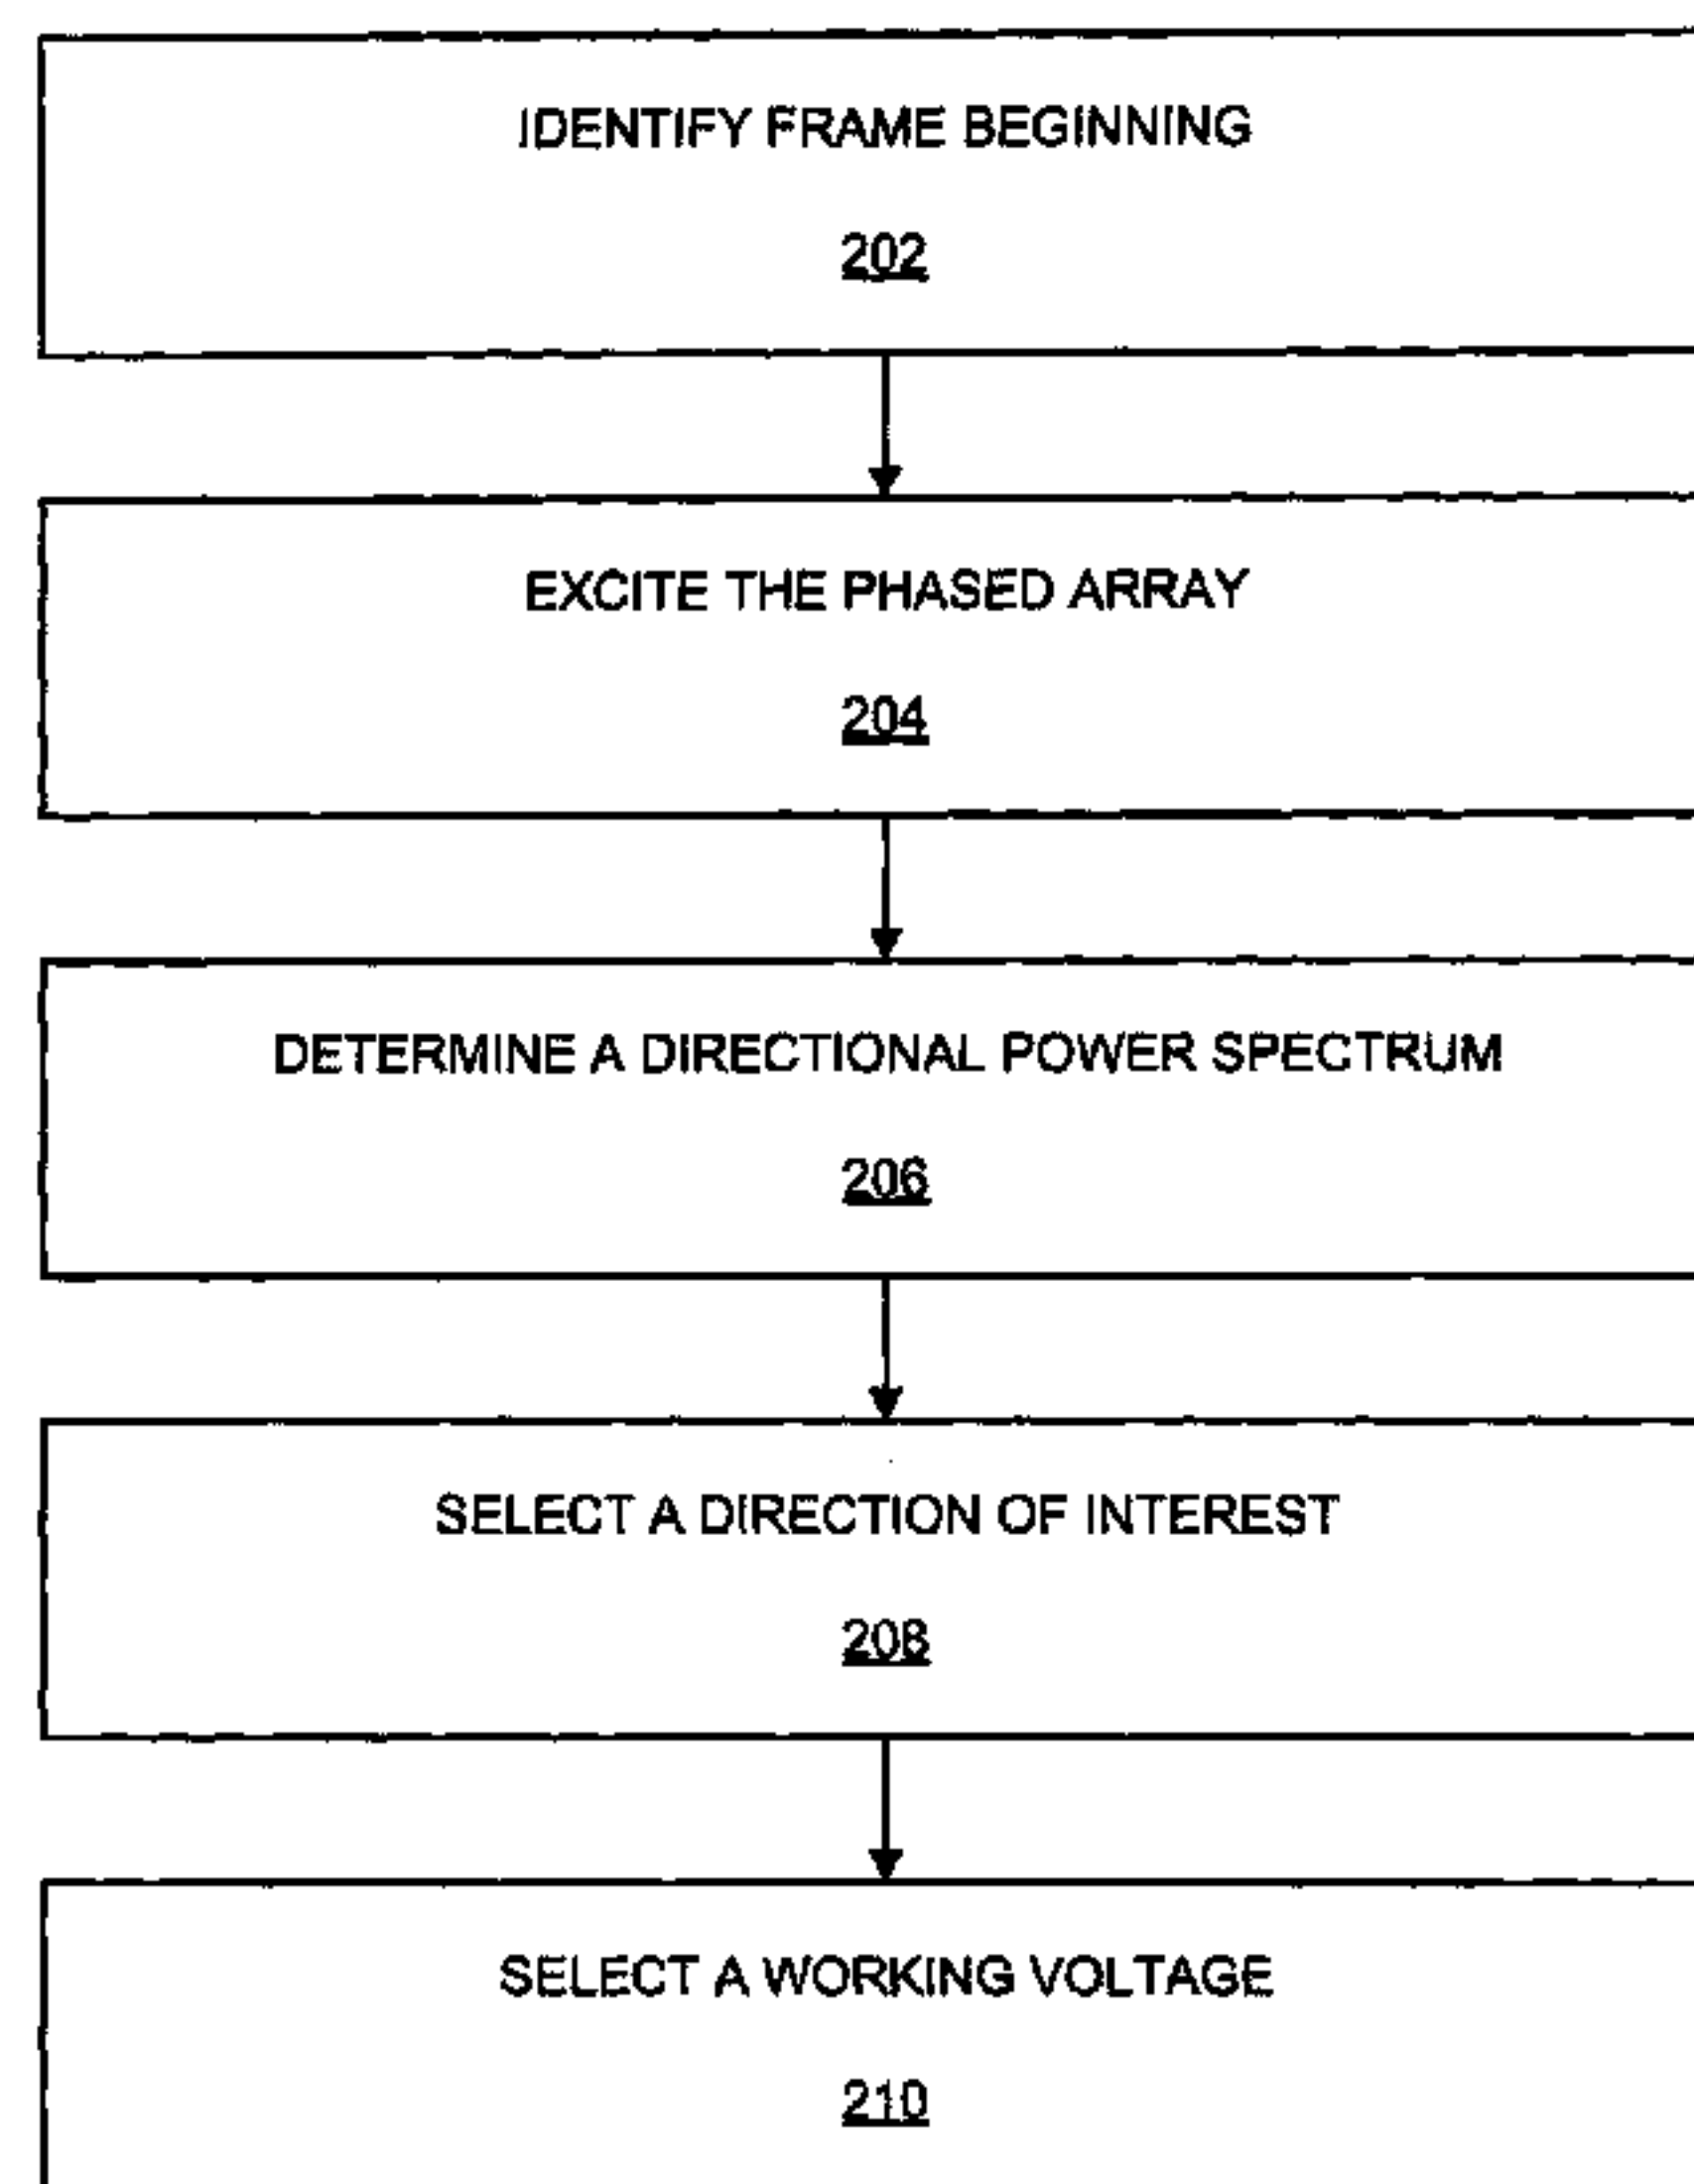 IDENTIFY FRAME BEGINNING
202
EXCITE THE PHASED ARRAY
204
DETERMINE A DIRECTIONAL POWER SPECTRUM
206
SELECT A DIRECTION OF INTEREST
208
SELECT A WORKING VOLTAGE
210